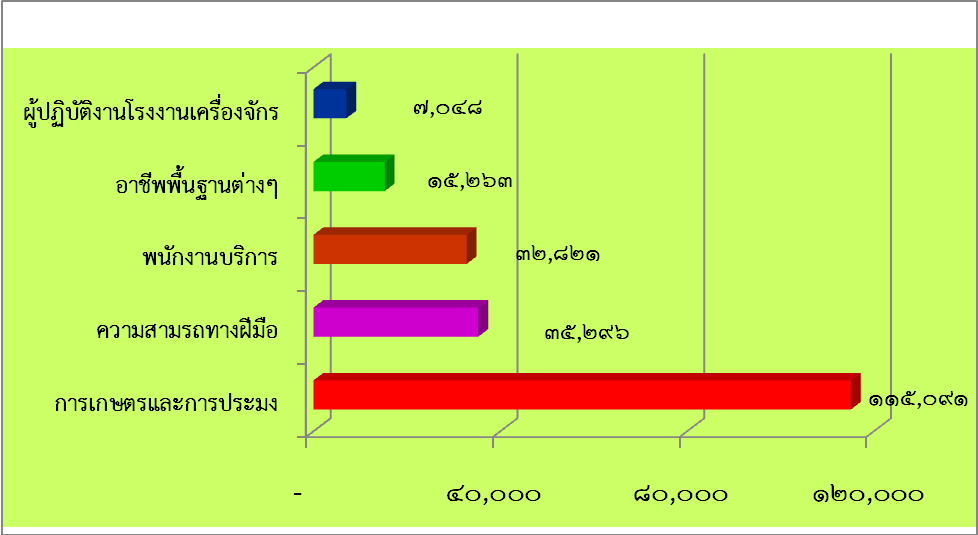 ผู้ปฏิบัติงานโรงงานเครื่องจักร ๗,๐๔๘
อาชีพพื้นฐานต่างๆ ๑๕,๒๖๓
พนักงานบริการ ๓๒,๘๒๑
ความสามรถทางฝีมือ ๓๕,๒๙๖
การเกษตรและการประมง ๑๑๕,๐๙๑
- ๔๐,๐๐๐ ๘๐,๐๐๐ ๑๒๐,๐๐๐